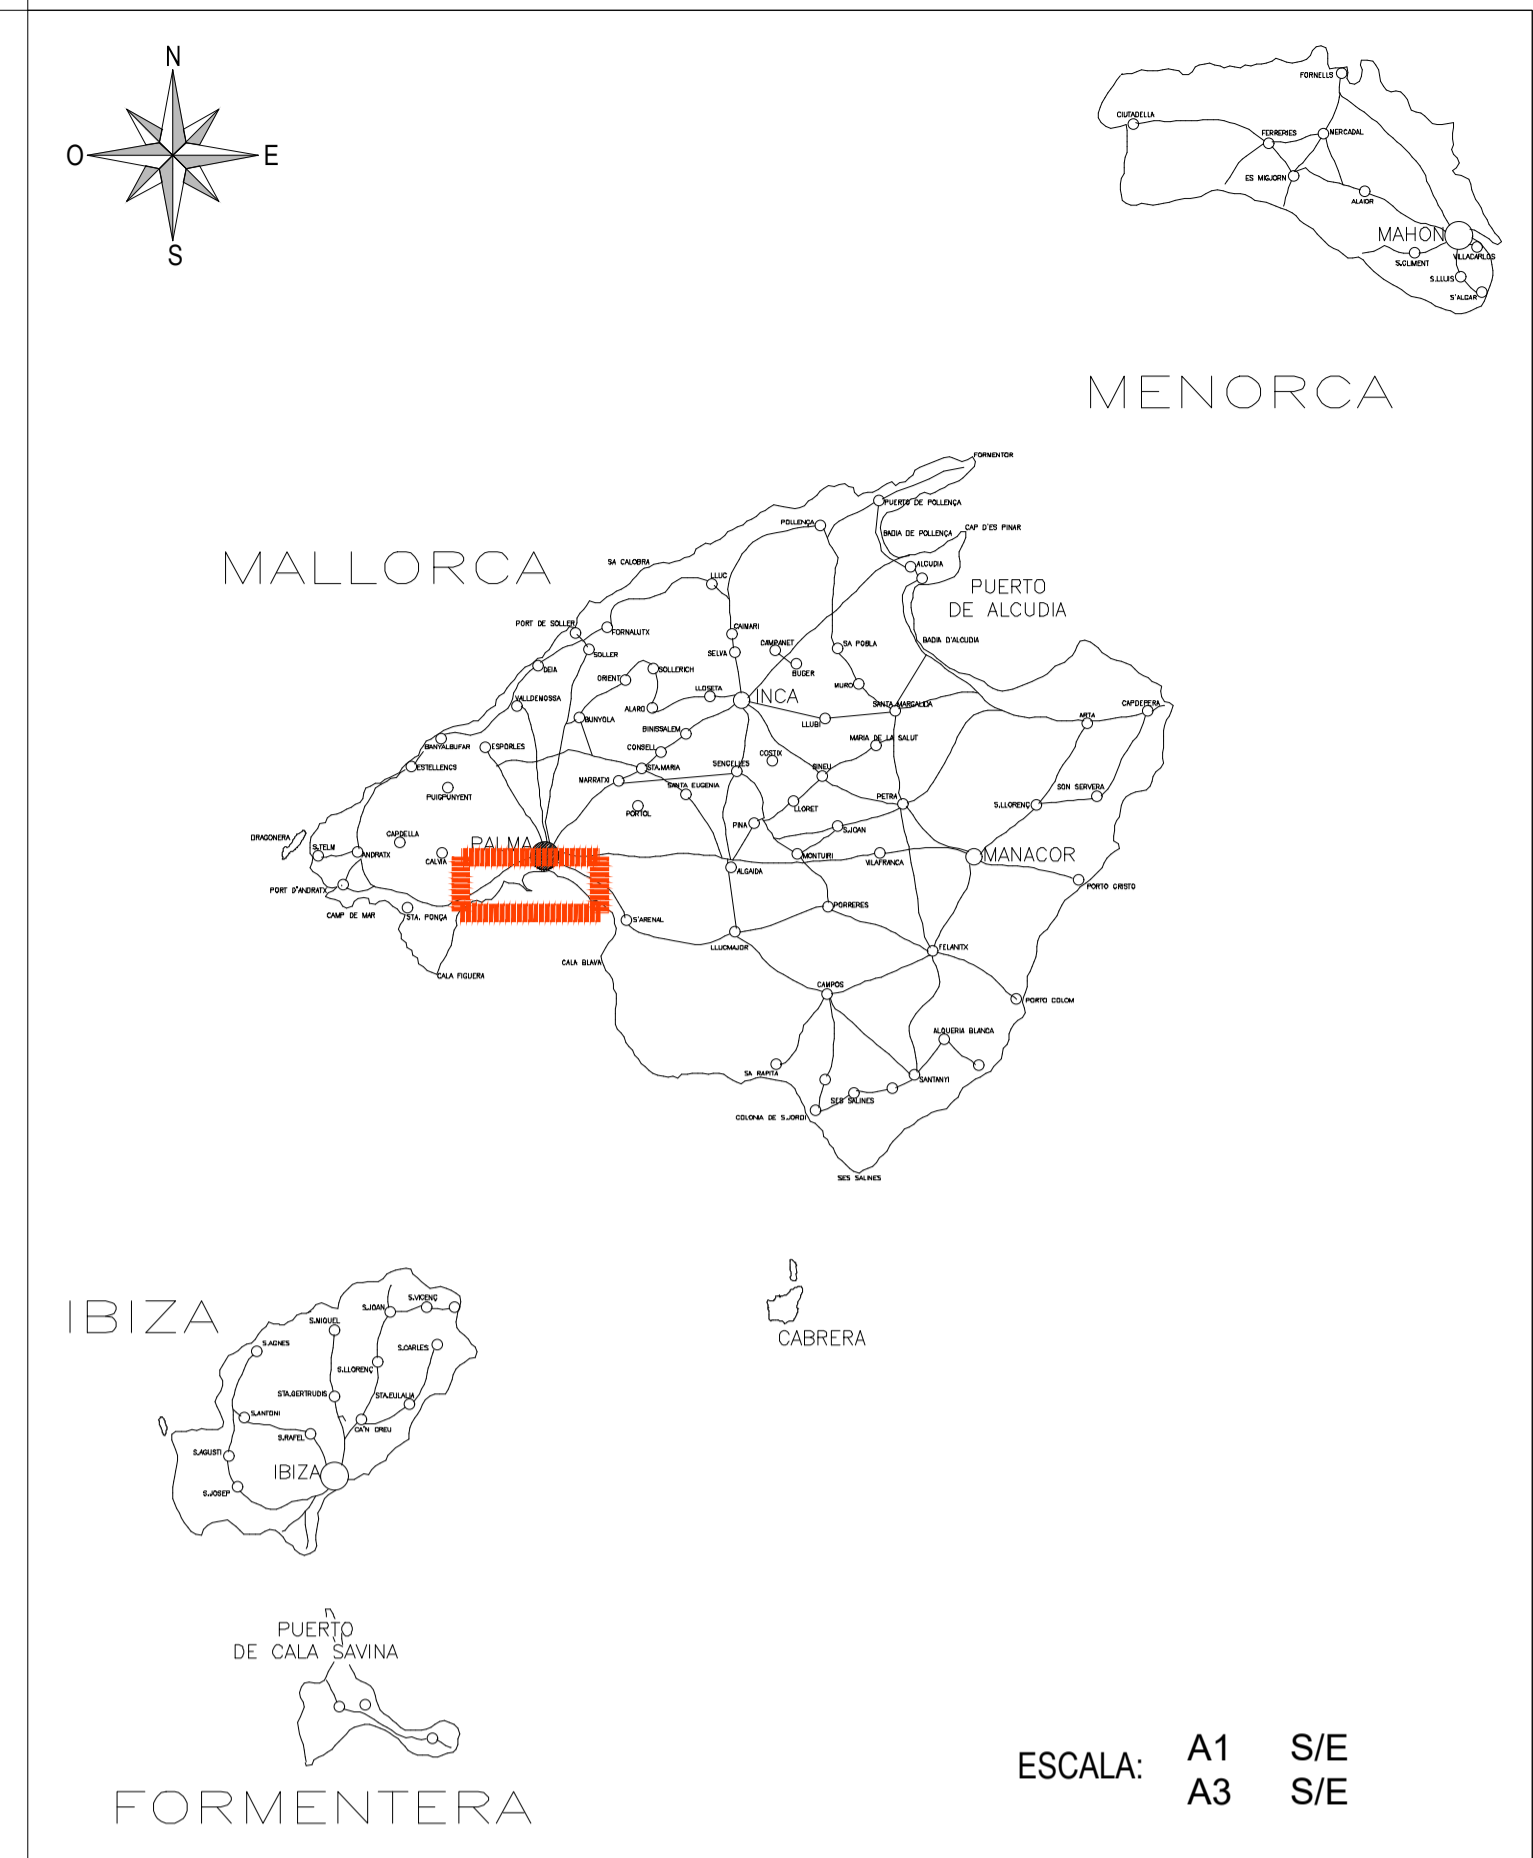 N
O
E
S
FORNELLS
CIUTADELLA
FERRERIES
MERCADAL
ES MIGJORN
ALAIOR
MAHON
VILLACARLOS
S.CLIMENT
S.LLUIS
S'ALGAR
MENORCA
FORMENTOR
PUERTO DE POLLENÇA
POLLENÇA
BADIA DE POLLENÇA
CAP D'ES PINAR
MALLORCA
SA CALOBRA
ALCUDIA
LLUC
PUERTO
DE ALCUDIA
PORT DE SOLLER
FORNALUTX
CAIMARI
BADIA D'ALCUDIA
SOLLER
SELVA
CAMPANET
SA POBLA
DEIA
SOLLERICH
BUGER
ORIENT
MURO
VALLDEMOSSA
LLOSETA
INCA
ALARO
SANTA MARGALIDA
CAPDEPERA
BUNYOLA
LLUBI
ARTA
BINISSALEM
BANYALBUFAR
ESPORLES
CONSELL
MARIA DE LA SALUT
COSTIX
ESTELLENCS
STA.MARIA
SENCELLES
SINEU
MARRATXI
SANTA EUGENIA
SON SERVERA
PUIGPUNYENT
PORTOL
LLORET
PETRA
S.LLORENÇ
DRAGONERA
CAPDELLA
PALMA
PINA
S.JOAN
S.TELM
ANDRATX
CALVIA
MONTUIRI
VILAFRANCA
MANACOR
ALGAIDA
PORT D'ANDRATX
PORTO CRISTO
CAMP DE MAR
STA. PONÇA
S'ARENAL
PORRERES
LLUCMAJOR
FELANITX
CALA BLAVA
CALA FIGUERA
CAMPOS
PORTO COLOM
ALQUERIA BLANCA
SA RAPITA
SANTANYI
SES SALINES
COLONIA DE S.JORDI
SES SALINES
CABRERA
IBIZA
S.JOAN
S.VICENÇ
S.MIQUEL
S.AGNES
S.CARLES
S.LLORENÇ
STA.GERTRUDIS
STA.EULALIA
S.ANTONI
CA'N CREU
S.RAFEL
S.AGUSTI
IBIZA
S.JOSEP
PUERTO
DE CALA SAVINA
FORMENTERA
ESCALA:
A1 S/E
A3 S/E